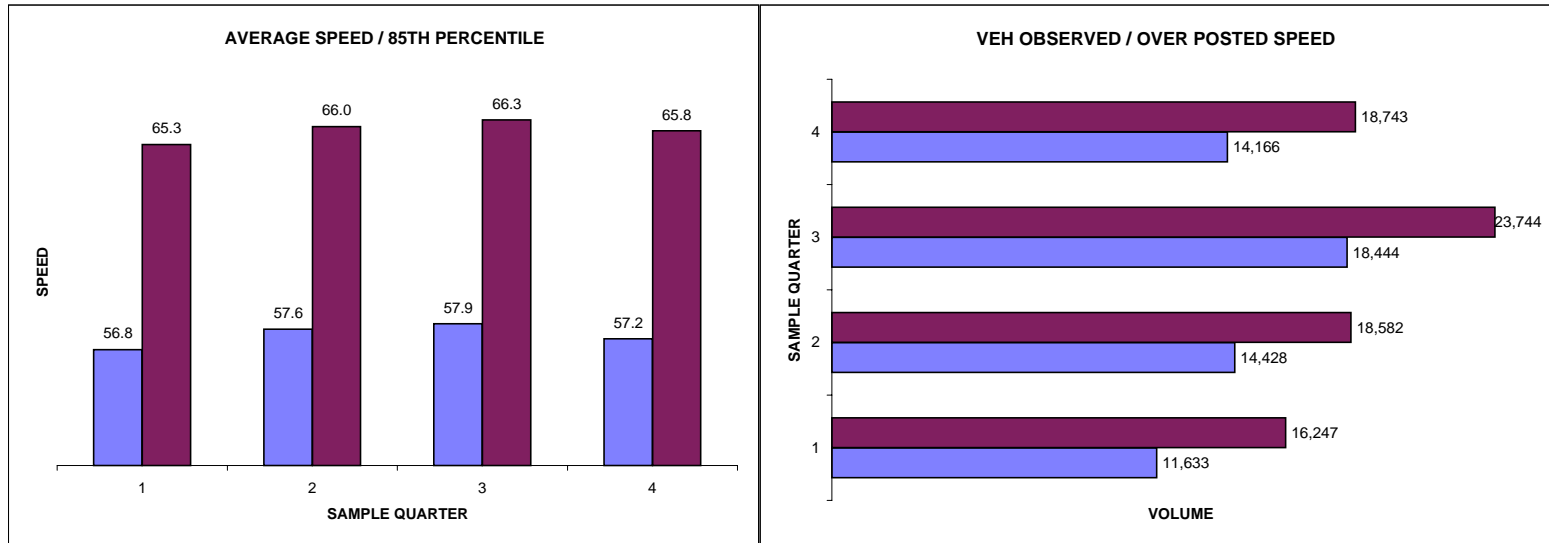 AVERAGE SPEED / 85TH PERCENTILE
65.3
66.0
66.3
65.8
56.8
57.6
57.9
57.2
SPEED
1 2 3 4
SAMPLE QUARTER
VEH OBSERVED / OVER POSTED SPEED
4
18,743
14,166
3
23,744
18,444
2
18,582
14,428
1
16,247
11,633
SAMPLE QUARTER
VOLUME